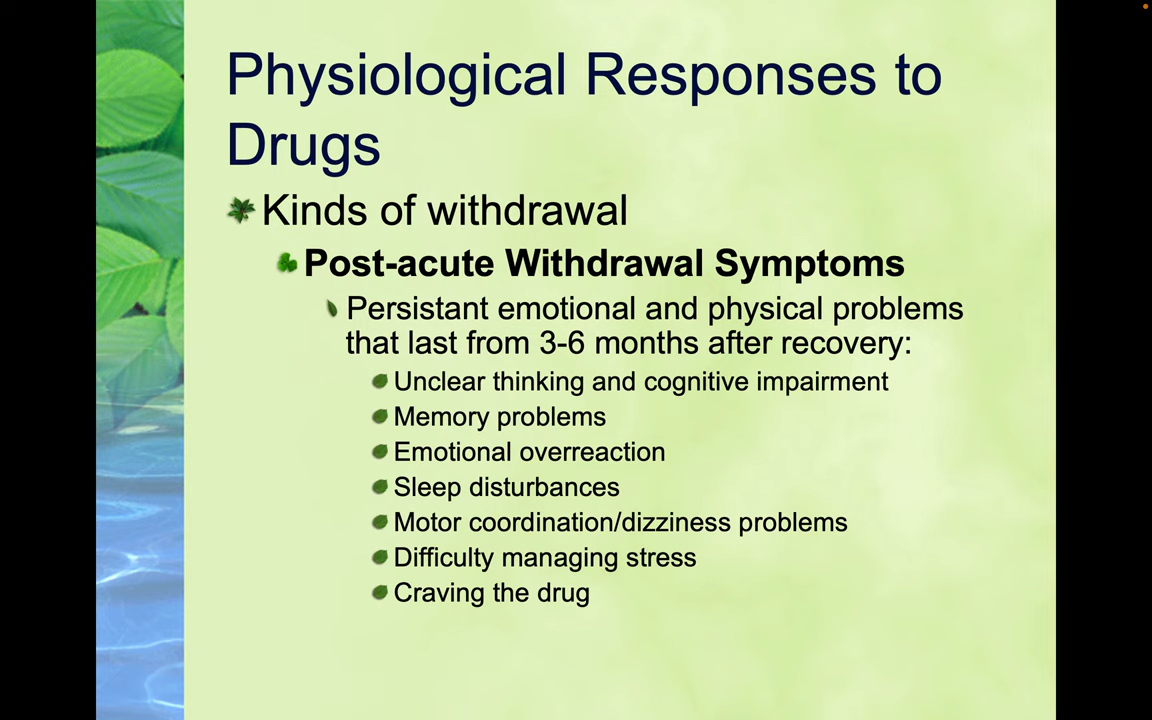 Physiological Responses to
Drugs
Kinds of withdrawal
Post-acute Withdrawal Symptoms
Persistant emotional and physical problems
that last from 3-6 months after recovery:
Unclear thinking and cognitive impairment
Memory problems
Emotional overreaction
Sleep disturbances
Motor coordination/dizziness problems
Difficulty managing stress
Craving the drug